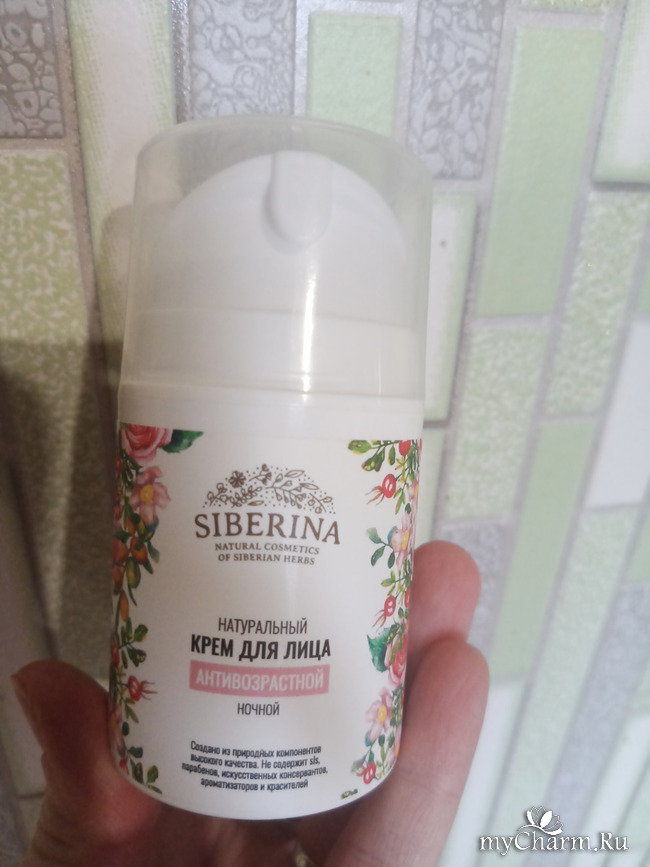 SIBERINA
NATURAL COSMETICS
OF SIBERIAN HERBS
НАТУРАЛЬНЫЙ
КРЕМ ДЛЯ ЛИЦА
АНТИВОЗРАСТНОЙ
НОЧНОЙ
Создано из природных компонентов
высокого качества. Не содержит sls,
парабенов, искусственных консервантов,
ароматизаторов и красителей
myCharm.Ru